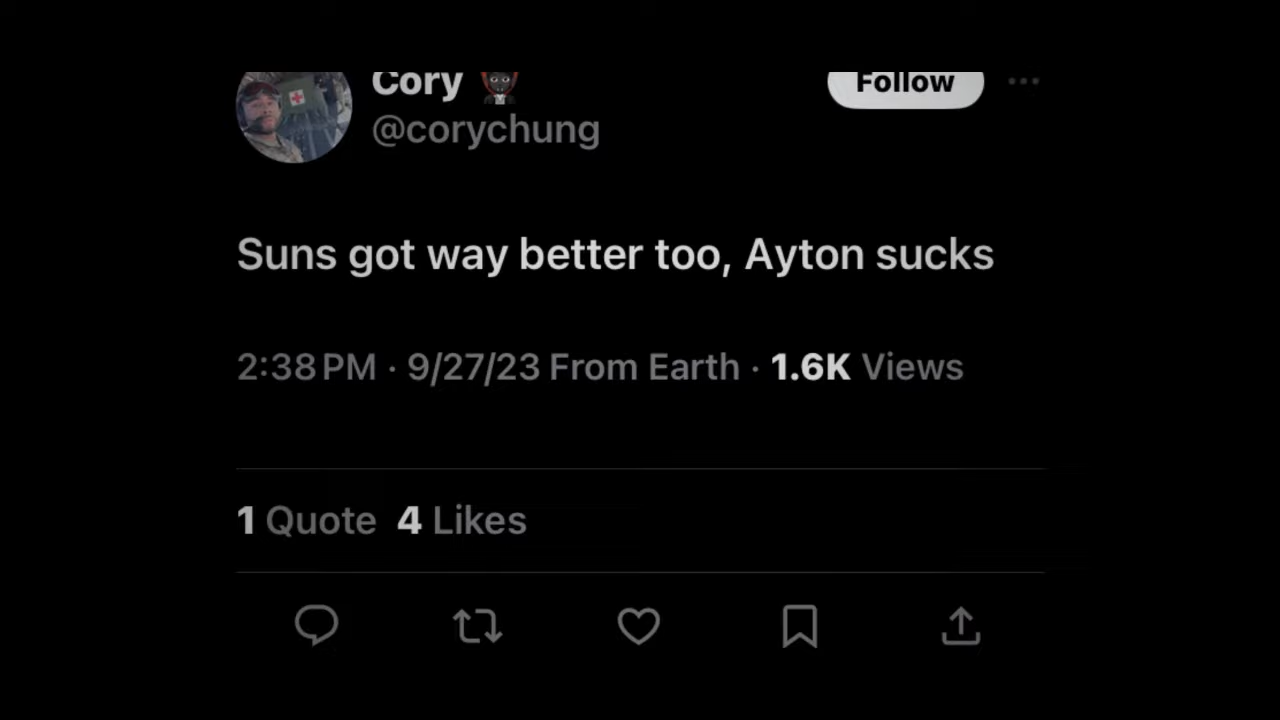 Cory
Follow
@corychung
Suns got way better too, Ayton sucks
2:38 PM · 9/27/23 From Earth · 1.6K Views
1 Quote 4 Likes